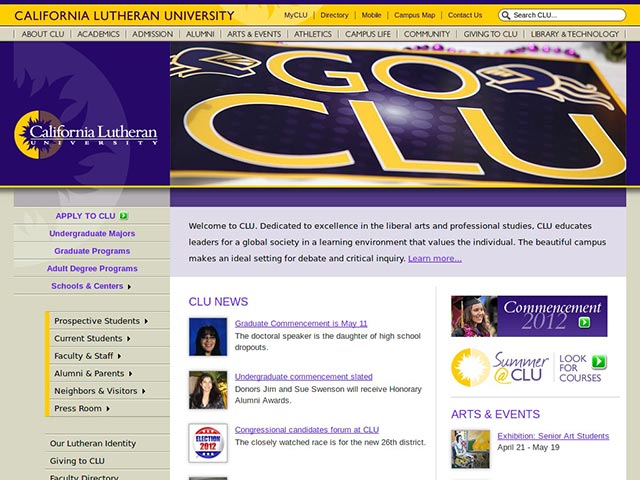 CALIFORNIA LUTHERAN UNIVERSITY
MyCLU | Directory | Mobile | Campus Map | Contact Us
Search CLU...
ABOUT CLU | ACADEMICS | ADMISSION | ALUMNI | ARTS & EVENTS | ATHLETICS | CAMPUS LIFE | COMMUNITY | GIVING TO CLU | LIBRARY & TECHNOLOGY
California Lutheran
UNIVERSITY
GO
CLU
APPLY TO CLU
Undergraduate Majors
Graduate Programs
Adult Degree Programs
Schools & Centers
Prospective Students
Current Students
Faculty & Staff
Alumni & Parents
Neighbors & Visitors
Press Room
Our Lutheran Identity
Giving to CLU
Faculty Directory
Welcome to CLU. Dedicated to excellence in the liberal arts and professional studies, CLU educates
leaders for a global society in a learning environment that values the individual. The beautiful campus
makes an ideal setting for debate and critical inquiry. Learn more...
CLU NEWS
Graduate Commencement is May 11
The doctoral speaker is the daughter of high school
dropouts.
Undergraduate commencement slated
Donors Jim and Sue Swenson will receive Honorary
Alumni Awards.
ELECTION
2012
Congressional candidates forum at CLU
The closely watched race is for the new 26th district.
Commencement
2012
Summer
@CLU
LOOK
FOR
COURSES
ARTS & EVENTS
Exhibition: Senior Art Students
April 21 - May 19